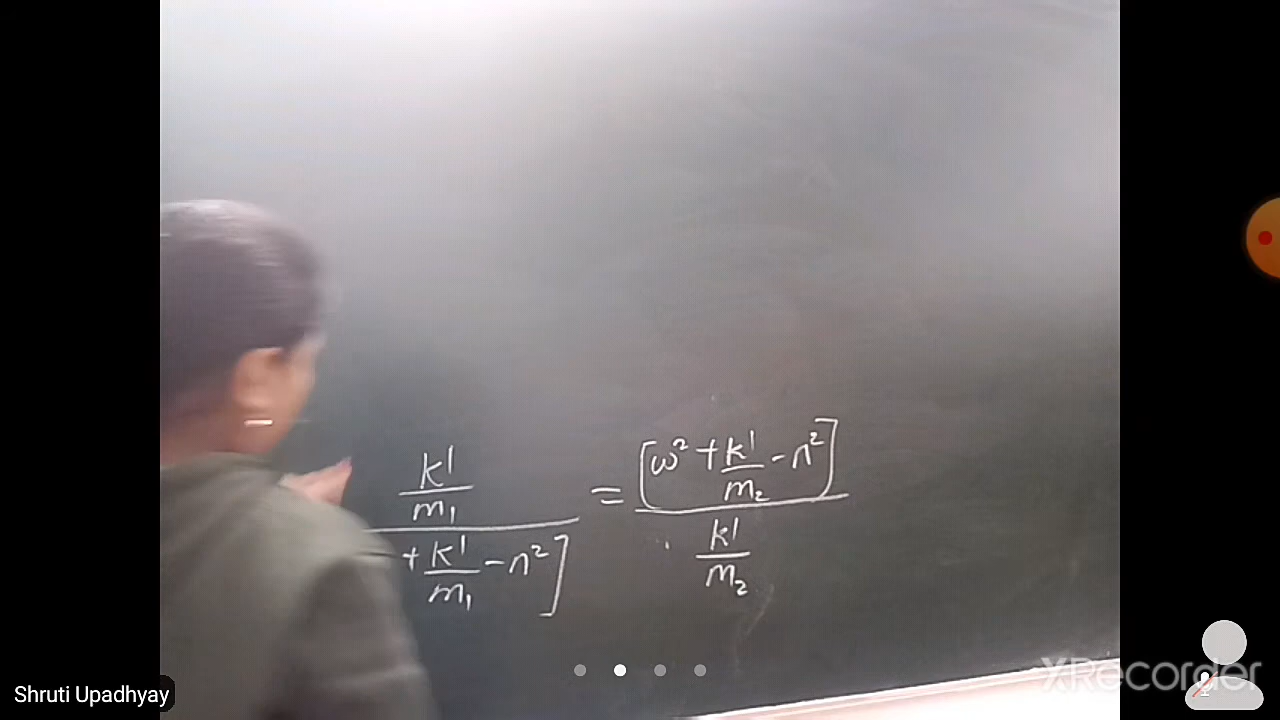 k'/m₁ / + k'/m₁ - n² ] = [ω² + k'/m₂ - n²] / k'/m₂
Shruti Upadhyay
XRecorder